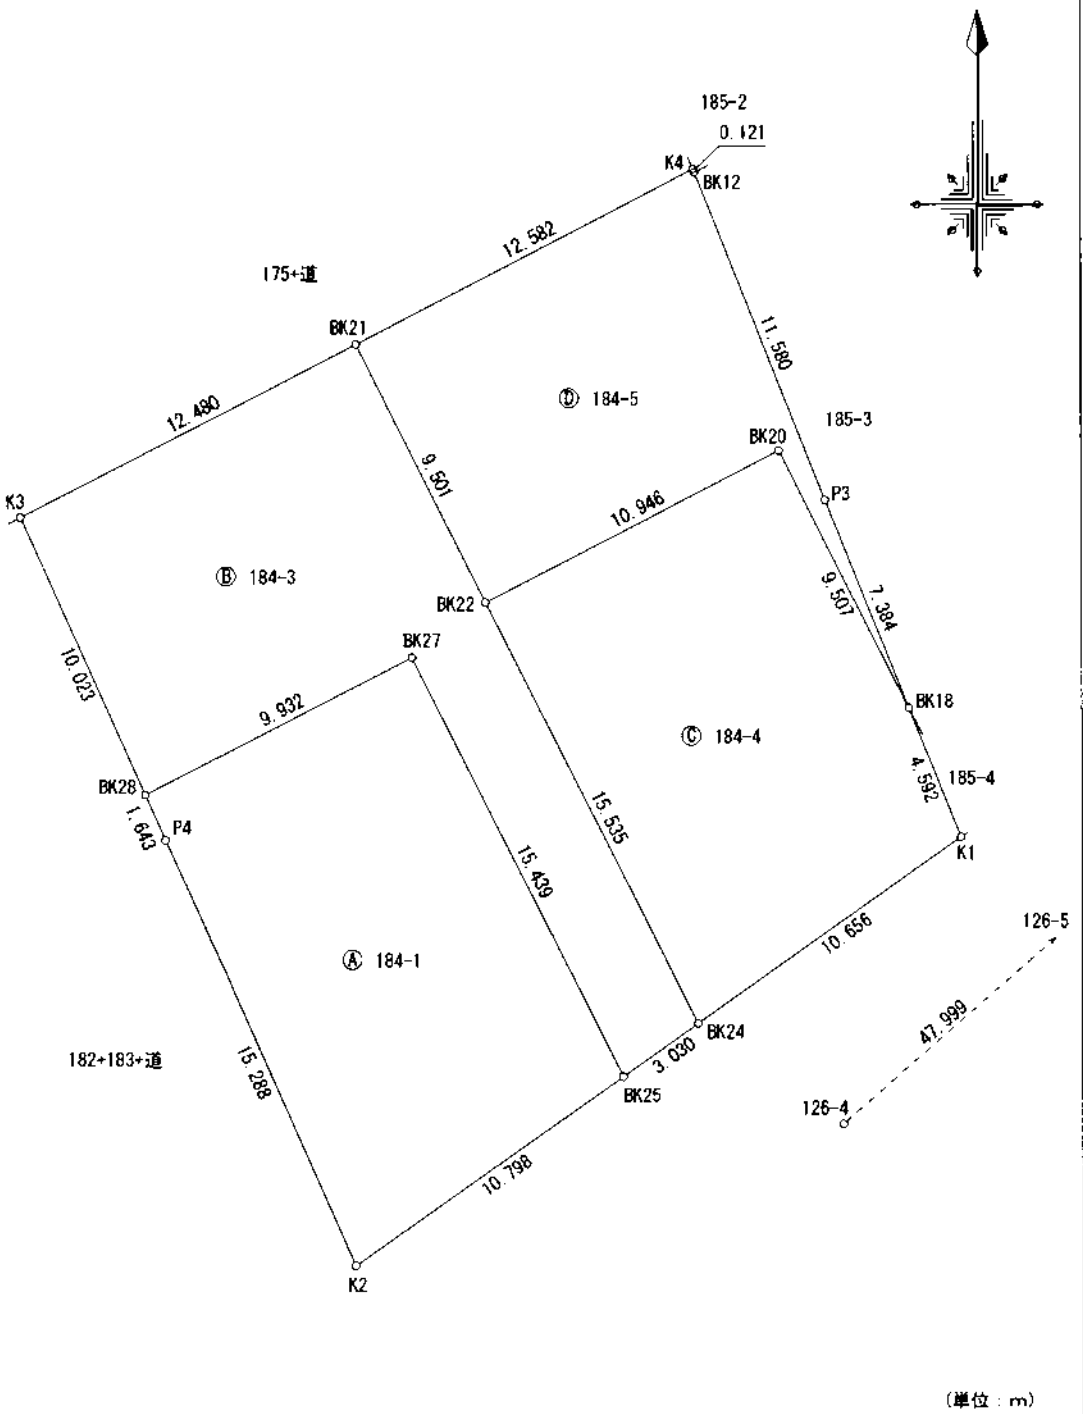 185-2
0.121
K4
BK12
12.582
175+道
BK21
11.580
12.480
Ⓓ 184-5
185-3
BK20
9.501
K3
P3
10.946
Ⓑ 184-3
9.507
7.384
BK22
BK27
10.023
9.932
BK18
Ⓒ 184-4
4.592
185-4
BK28
1.643
P4
15.535
K1
15.439
10.656
126-5
Ⓐ 184-1
47.999
BK24
3.030
182+183+道
15.288
BK25
126-4
10.798
K2
(単位:m)